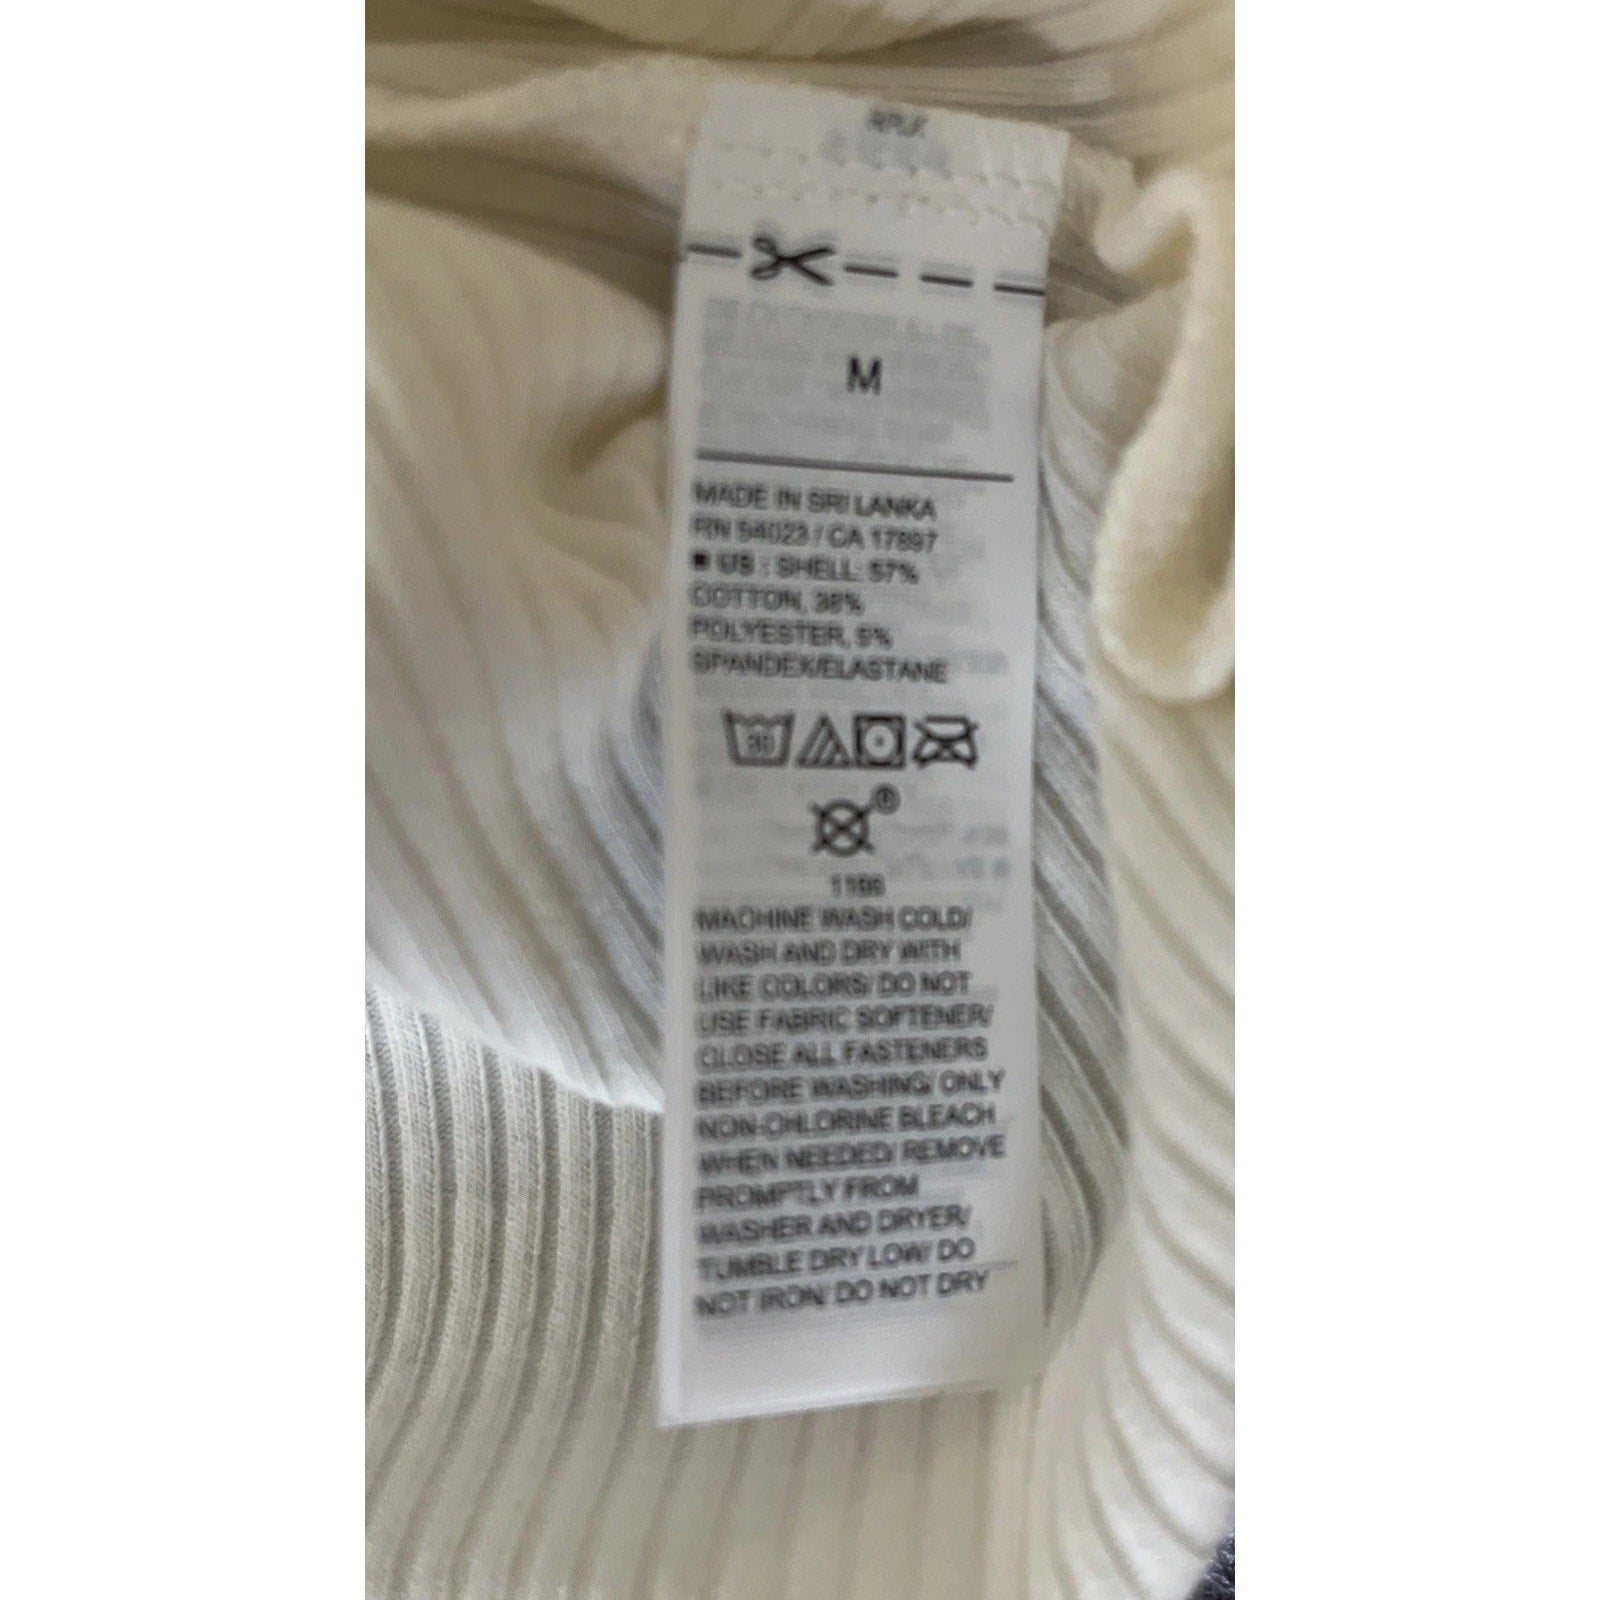 M
MADE IN SRI LANKA
RN 54023 / CA 17897
US : SHELL: 57%
COTTON, 38%
POLYESTER, 5%
SPANDEX/ELASTANE
30
1186
MACHINE WASH COLD/
WASH AND DRY WITH
LIKE COLORS/ DO NOT
USE FABRIC SOFTENER/
CLOSE ALL FASTENERS
BEFORE WASHING/ ONLY
NON-CHLORINE BLEACH
WHEN NEEDED/ REMOVE
PROMPTLY FROM
WASHER AND DRYER/
TUMBLE DRY LOW/ DO
NOT IRON/ DO NOT DRY